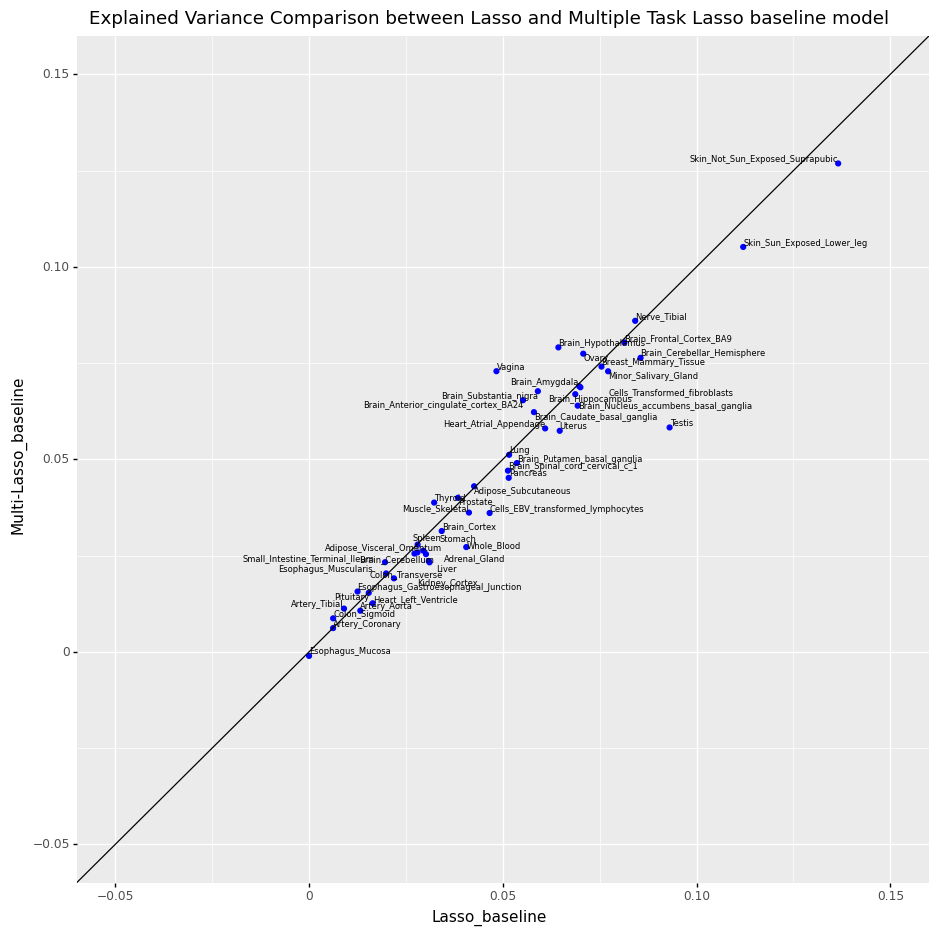 Explained Variance Comparison between Lasso and Multiple Task Lasso baseline model
0.15
Skin_Not_Sun_Exposed_Suprapubic
Skin_Sun_Exposed_Lower_leg
0.10
Nerve_Tibial
Brain_Frontal_Cortex_BA9
Brain_Hypothalamus
Brain_Cerebellar_Hemisphere
Ovary
Breast_Mammary_Tissue
Vagina
Minor_Salivary_Gland
Brain_Amygdala
Cells_Transformed_fibroblasts
Brain_Substantia_nigra
Brain_Hippocampus
Brain_Anterior_cingulate_cortex_BA24
Brain_Nucleus_accumbens_basal_ganglia
Brain_Caudate_basal_ganglia
Heart_Atrial_Appendage
Uterus
Testis
Lung
0.05
Brain_Putamen_basal_ganglia
Brain_Spinal_cord_cervical_c_1
Pancreas
Adipose_Subcutaneous
Thyroid
Prostate
Muscle_Skeletal
Cells_EBV_transformed_lymphocytes
Brain_Cortex
Spleen
Stomach
Adipose_Visceral_Omentum
Whole_Blood
Small_Intestine_Terminal_Ileum
Brain_Cerebellum
Adrenal_Gland
Esophagus_Muscularis
Liver
Colon_Transverse
Kidney_Cortex
Esophagus_Gastroesophageal_Junction
Pituitary
Heart_Left_Ventricle
Artery_Tibial
Artery_Aorta
Colon_Sigmoid
Artery_Coronary
Esophagus_Mucosa
0
−0.05
−0.05
0
0.05
0.10
0.15
Lasso_baseline
Multi-Lasso_baseline